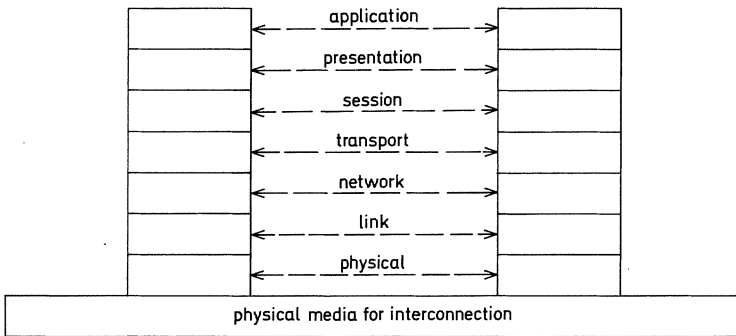 application
presentation
session
transport
network
link
physical
physical media for interconnection